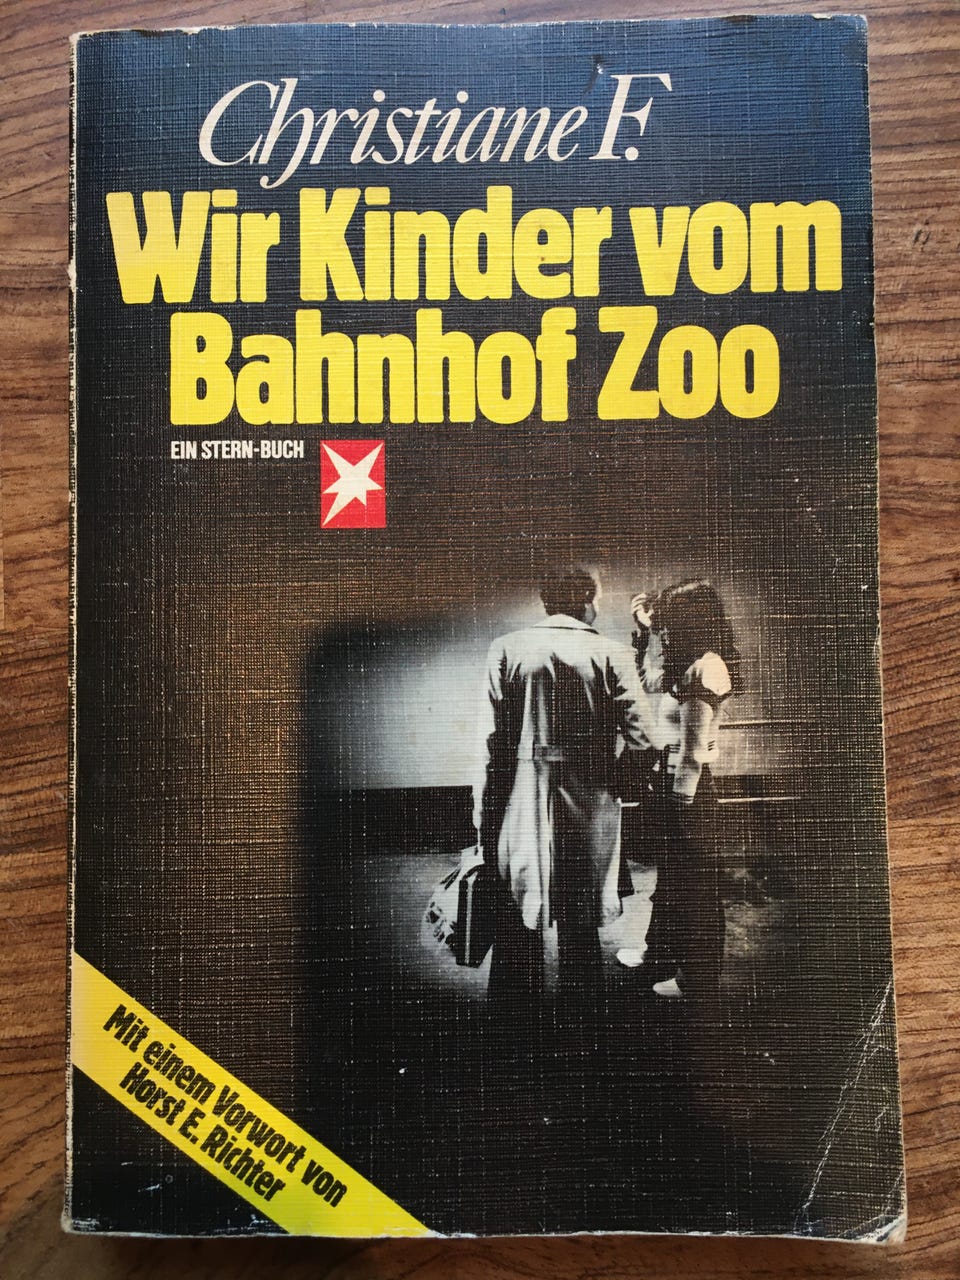 Christiane F.
Wir Kinder vom
Bahnhof Zoo
EIN STERN-BUCH
Mit einem Vorwort von
Horst E. Richter